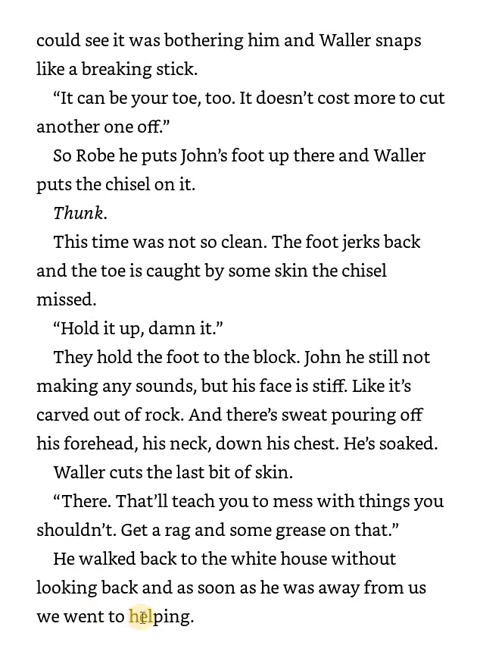 could see it was bothering him and Waller snaps
like a breaking stick.
“It can be your toe, too. It doesn’t cost more to cut
another one off.”
So Robe he puts John’s foot up there and Waller
puts the chisel on it.
Thunk.
This time was not so clean. The foot jerks back
and the toe is caught by some skin the chisel
missed.
“Hold it up, damn it.”
They hold the foot to the block. John he still not
making any sounds, but his face is stiff. Like it’s
carved out of rock. And there’s sweat pouring off
his forehead, his neck, down his chest. He’s soaked.
Waller cuts the last bit of skin.
“There. That’ll teach you to mess with things you
shouldn’t. Get a rag and some grease on that.”
He walked back to the white house without
looking back and as soon as he was away from us
we went to helping.